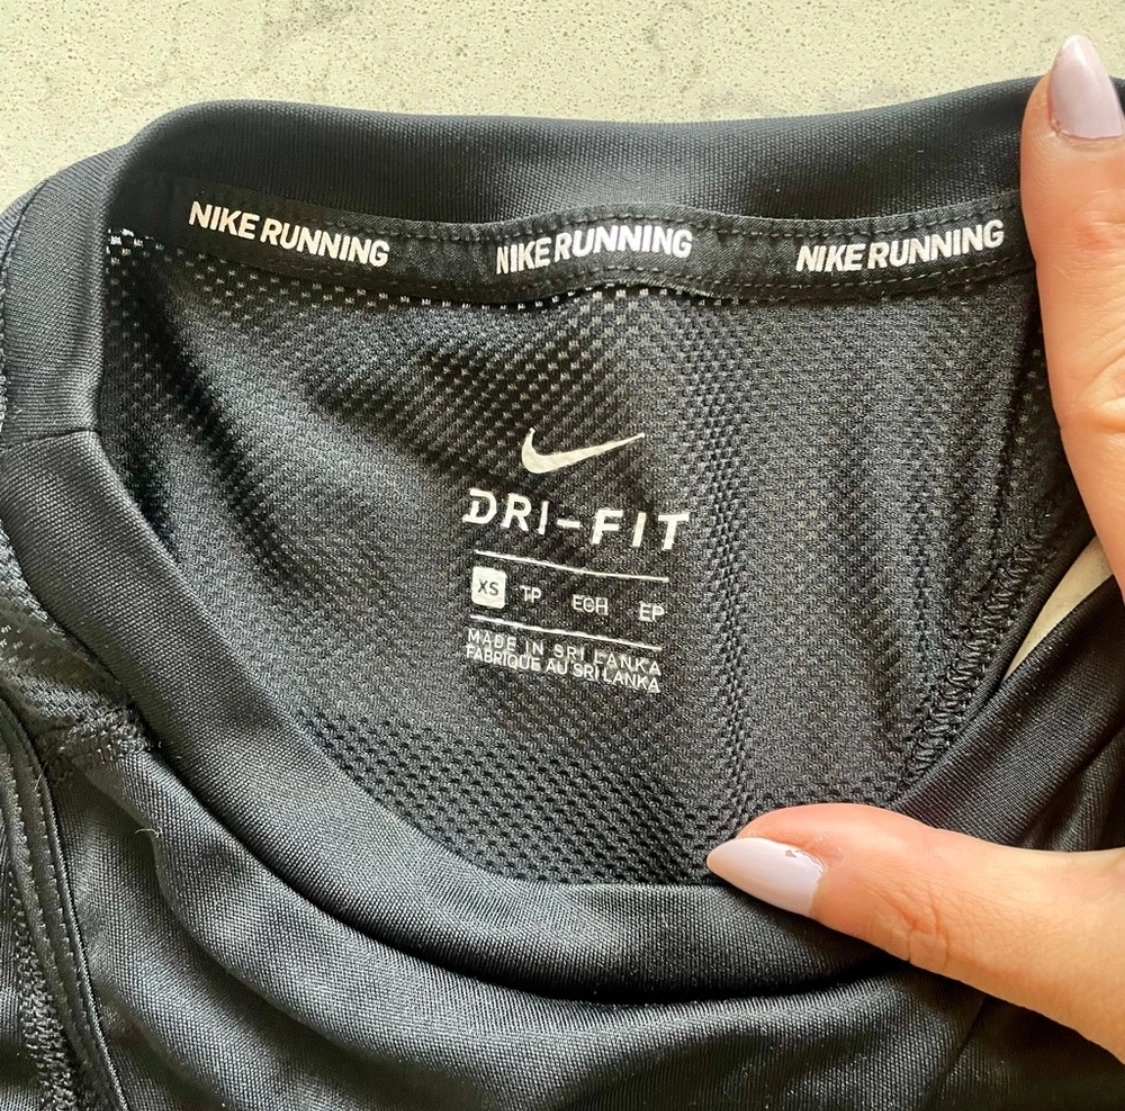 NIKE RUNNING NIKE RUNNING NIKE RUNNING
DRI-FIT
XS TP ECH EP
MADE IN SRI LANKA
FABRIQUE AU SRI LANKA